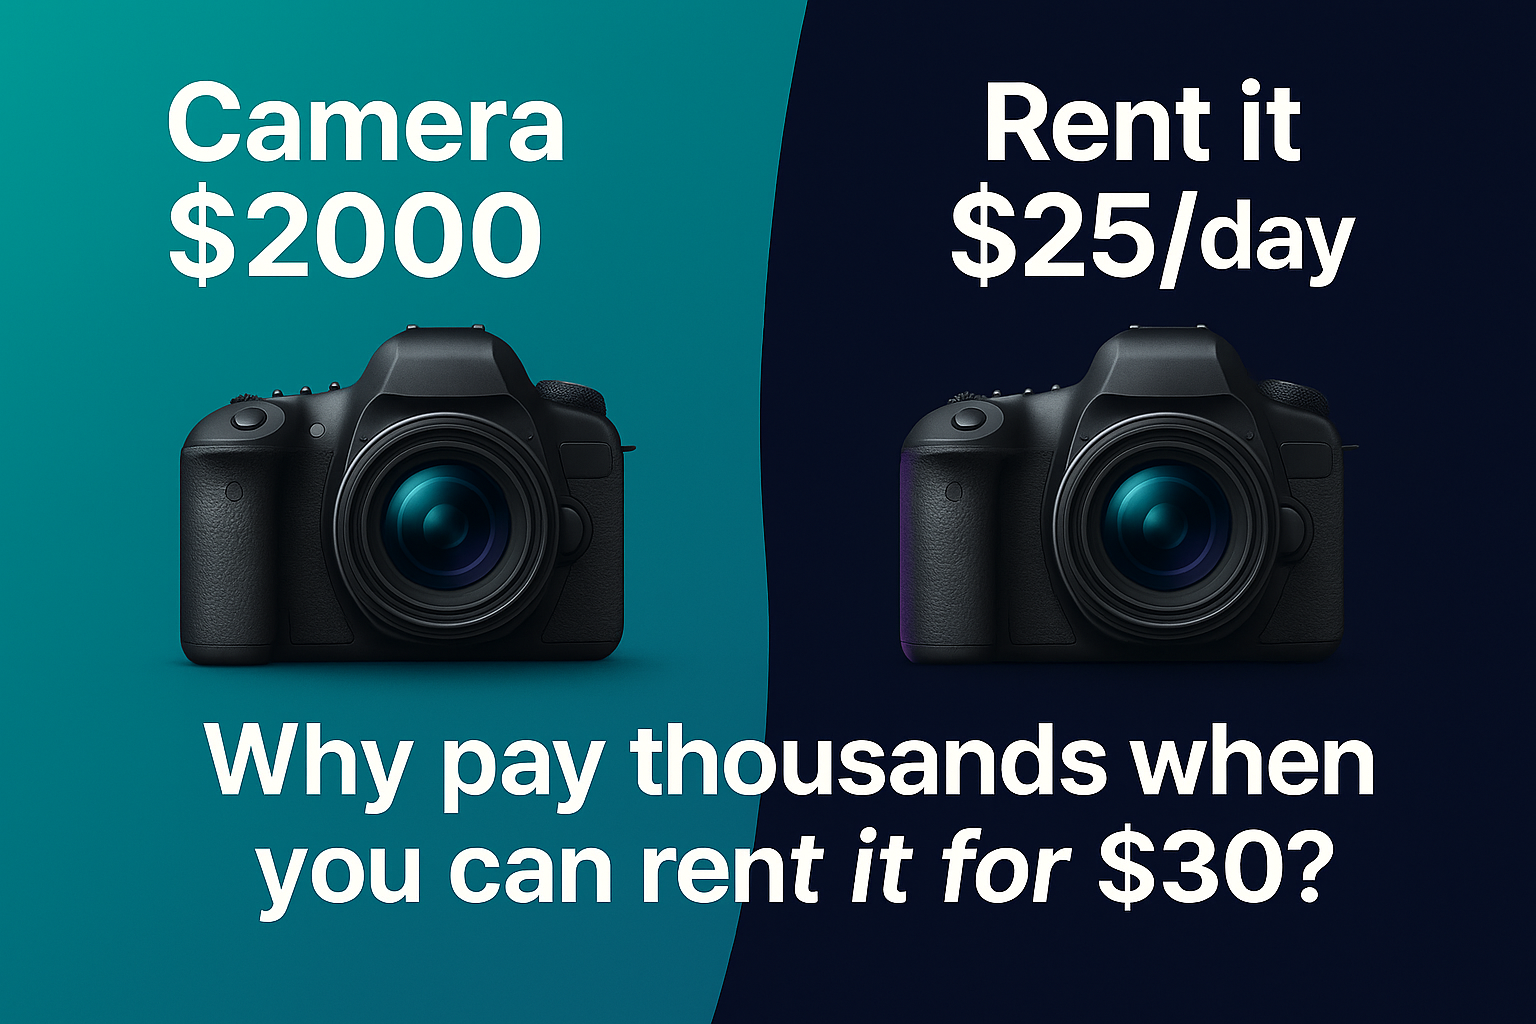 Camera
$2000
Rent it
$25/day
Why pay thousands when
you can rent it for $30?